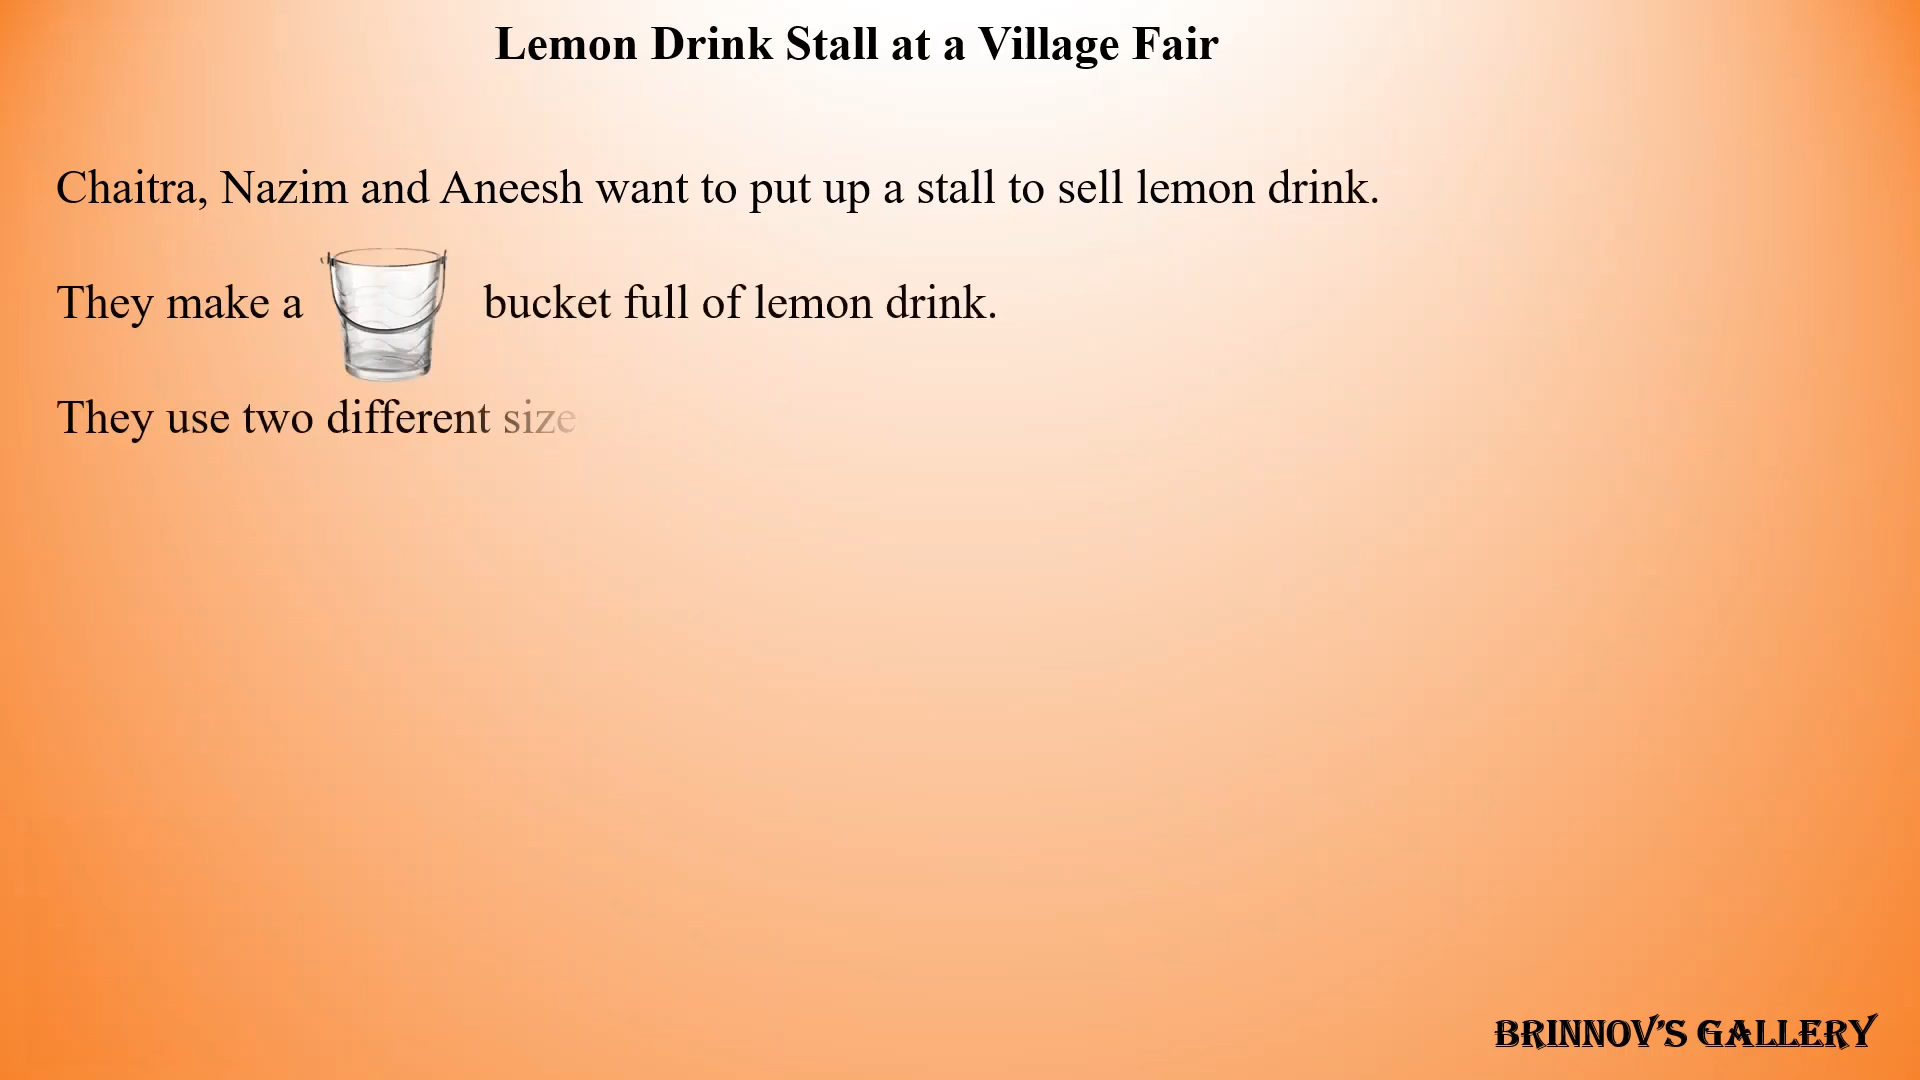 Lemon Drink Stall at a Village Fair
Chaitra, Nazim and Aneesh want to put up a stall to sell lemon drink.
They make a bucket full of lemon drink.
They use two different size
BRINNOV'S GALLERY